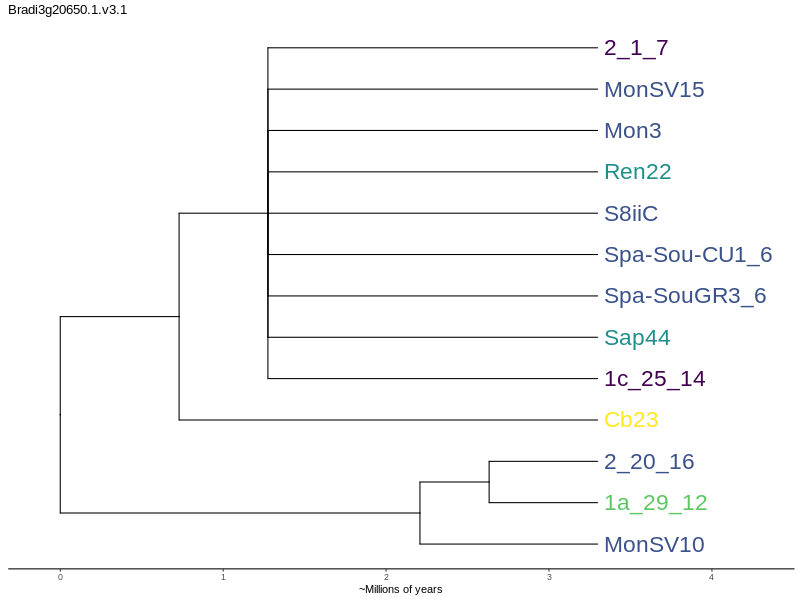 Bradi3g20650.1.v3.1
2_1_7
MonSV15
Mon3
Ren22
S8iiC
Spa-Sou-CU1_6
Spa-SouGR3_6
Sap44
1c_25_14
Cb23
2_20_16
1a_29_12
MonSV10
0 1 2 3 4
~Millions of years